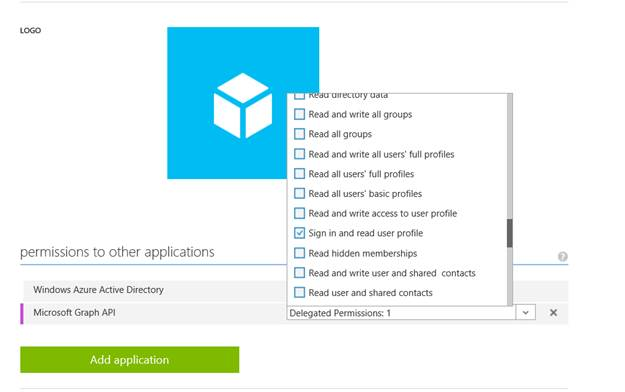 LOGO
Read directory data
Read and write all groups
Read all groups
Read and write all users' full profiles
Read all users' full profiles
Read all users' basic profiles
Read and write access to user profile
Sign in and read user profile
Read hidden memberships
Read and write user and shared contacts
Read user and shared contacts
permissions to other applications
?
Windows Azure Active Directory
Microsoft Graph API
Delegated Permissions: 1
Add application